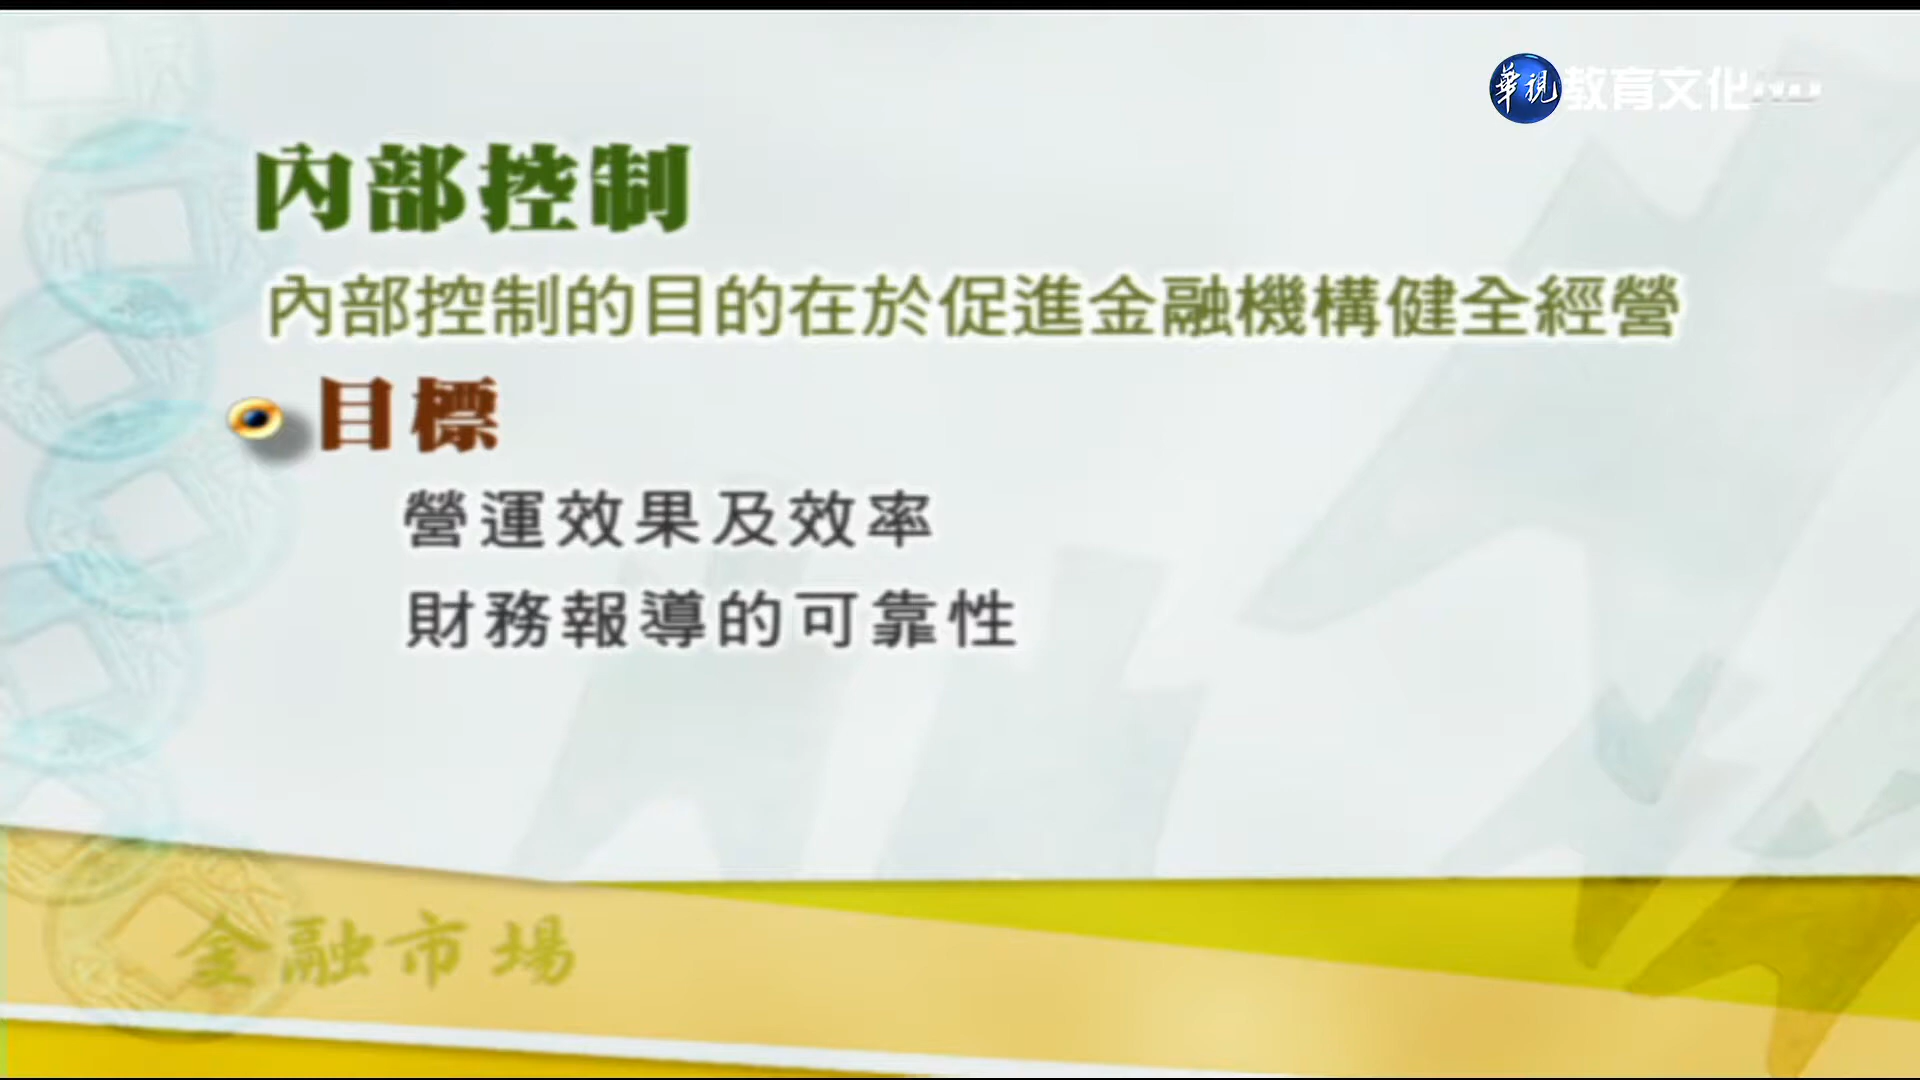 華視 教育文化HD
內部控制
內部控制的目的在於促進金融機構健全經營
目標
營運效果及效率
財務報導的可靠性
金融市場